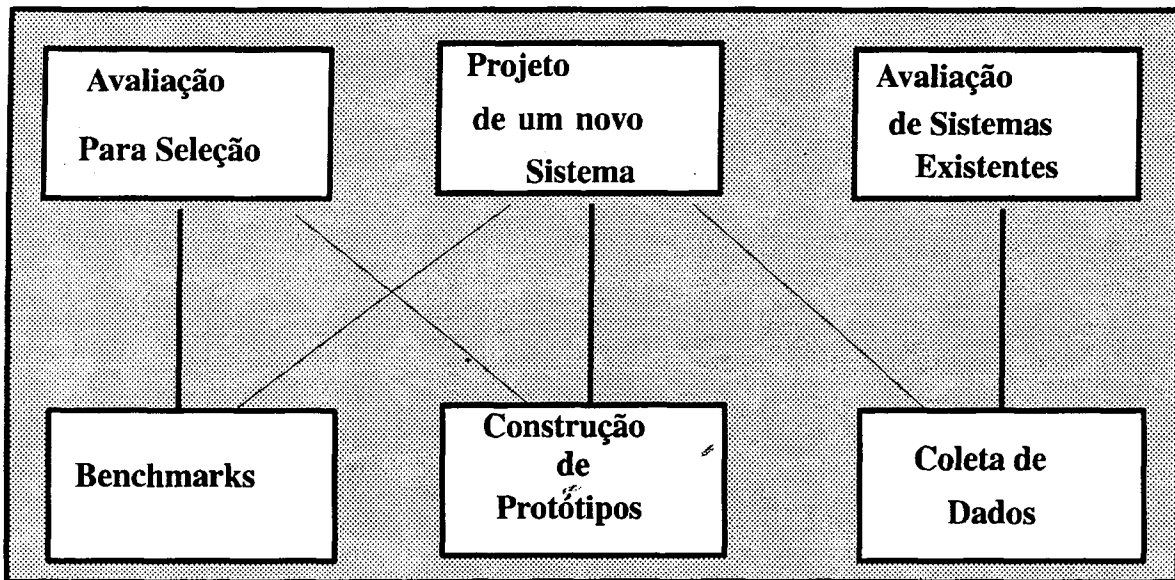 Avaliação
Para Seleção
Projeto
de um novo
Sistema
Avaliação
de Sistemas
Existentes
Benchmarks
Construção
de
Protótipos
Coleta de
Dados